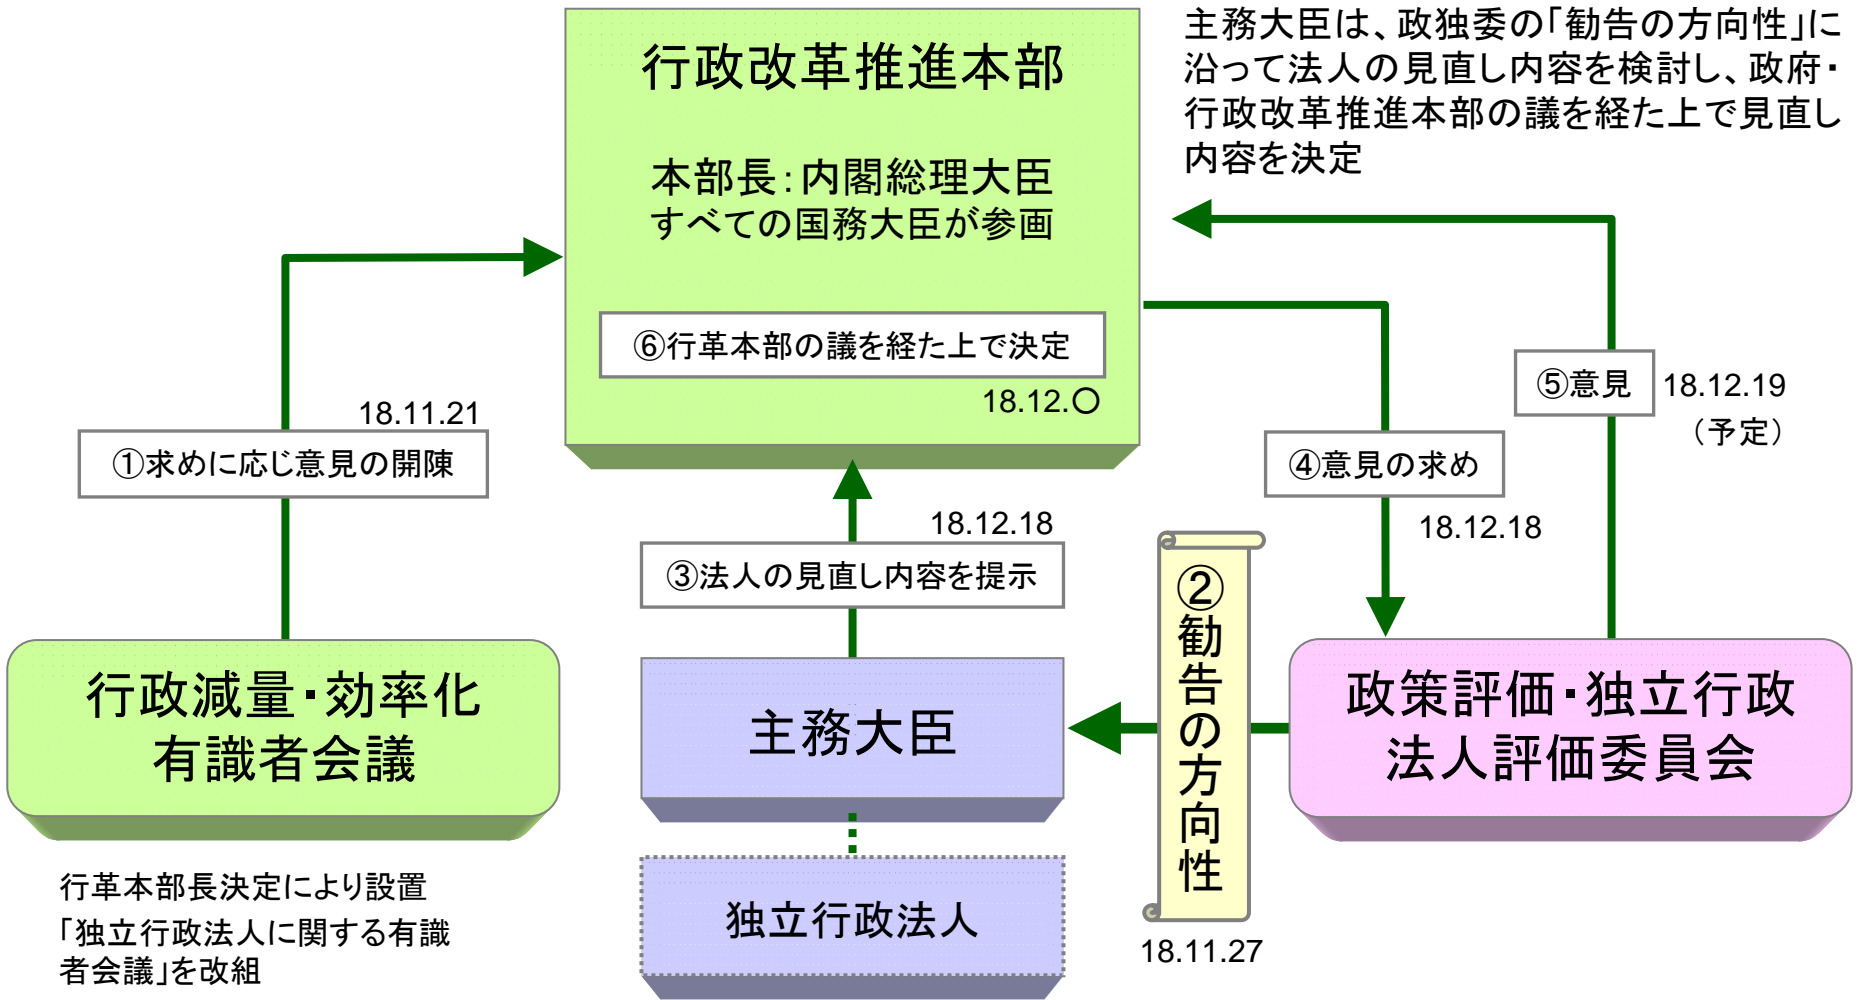 行政改革推進本部
本部長：内閣総理大臣
すべての国務大臣が参画
⑥行革本部の議を経た上で決定
18.12.〇
主務大臣は、政独委の「勧告の方向性」に
沿って法人の見直し内容を検討し、政府・
行政改革推進本部の議を経た上で見直し
内容を決定
18.11.21
①求めに応じ意見の開陳
⑤意見
18.12.19
（予定）
④意見の求め
18.12.18
18.12.18
③法人の見直し内容を提示
②勧告の方向性
18.11.27
行政減量・効率化
有識者会議
主務大臣
政策評価・独立行政
法人評価委員会
独立行政法人
行革本部長決定により設置
「独立行政法人に関する有識
者会議」を改組